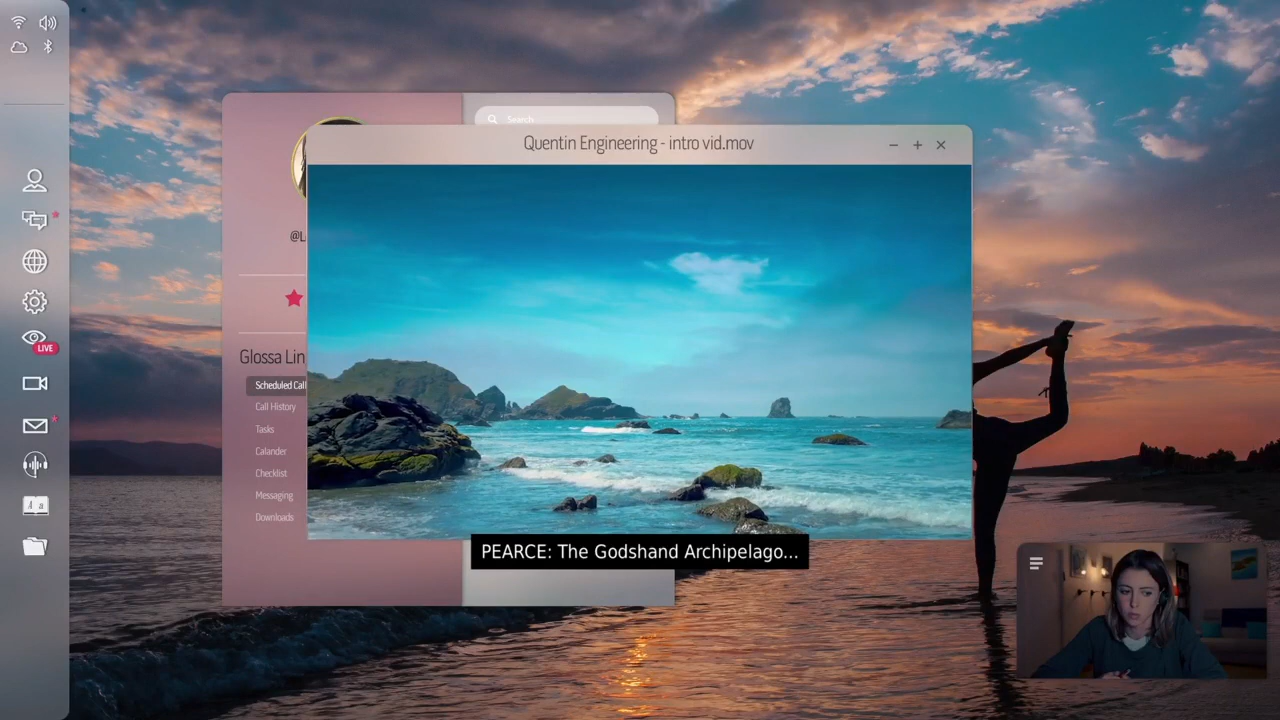 Search
Quentin Engineering - intro vid.mov
@L
Glossa Lin
Scheduled Call
Call History
Tasks
Calander
Checklist
Messaging
Downloads
LIVE
A a
PEARCE: The Godshand Archipelago...